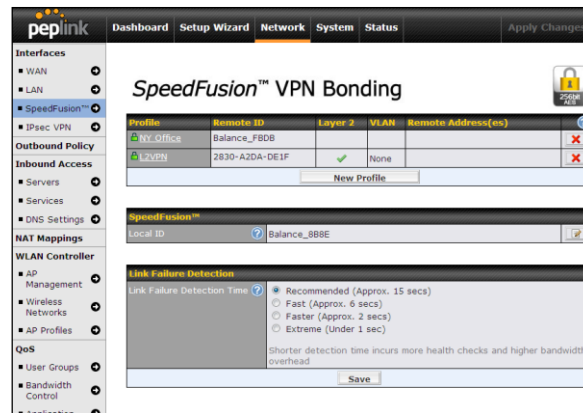 peplink
Dashboard Setup Wizard Network System Status Apply Changes
Interfaces
WAN
LAN
SpeedFusion™
IPsec VPN
Outbound Policy
Inbound Access
Servers
Services
DNS Settings
NAT Mappings
WLAN Controller
AP Management
Wireless Networks
AP Profiles
QoS
User Groups
Bandwidth Control
Application
SpeedFusion™ VPN Bonding
256bit
AES
Profile Remote ID Layer 2 VLAN Remote Address(es)
NY Office Balance_FBDB
L2VPN 2830-A2DA-DE1F None
New Profile
SpeedFusion™
Local ID Balance_8B8E
Link Failure Detection
Link Failure Detection Time
Recommended (Approx. 15 secs)
Fast (Approx. 6 secs)
Faster (Approx. 2 secs)
Extreme (Under 1 sec)
Shorter detection time incurs more health checks and higher bandwidth
overhead
Save